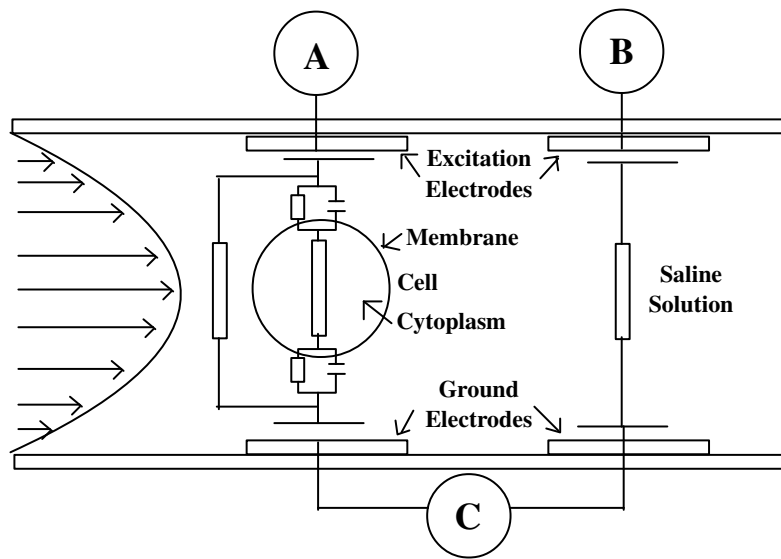 A
B
Excitation
Electrodes
Membrane
Cell
Cytoplasm
Saline
Solution
Ground
Electrodes
C